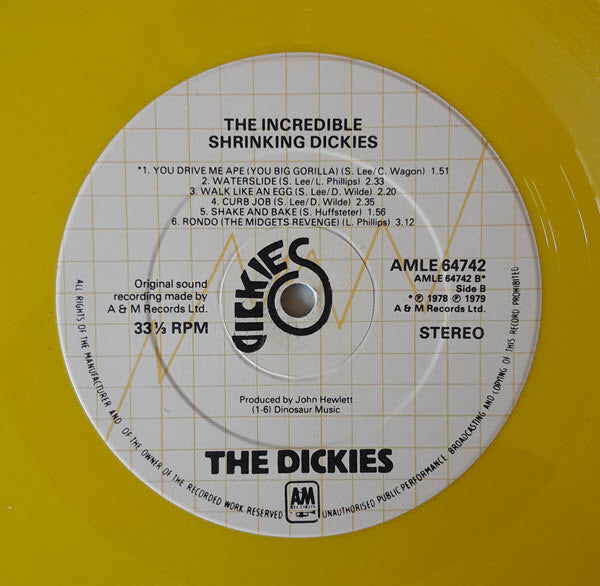 THE INCREDIBLE
SHRINKING DICKIES
*1. YOU DRIVE ME APE (YOU BIG GORILLA) (S. Lee/C. Wagon) 1.51
2. WATERSLIDE (S. Lee/L. Phillips) 2.33
3. WALK LIKE AN EGG (S. Lee/D. Wilde) 2.20
4. CURB JOB (S. Lee/D. Wilde) 2.35
5. SHAKE AND BAKE (S. Huffsteter) 1.56
6. RONDO (THE MIDGETS REVENGE) (L. Phillips) 3.12
DICKIES
Original sound
recording made by
A & M Records Ltd.
33⅓ RPM
AMLE 64742
AMLE 64742 B*
Side B
*℗ 1978 ℗ 1979
A & M Records Ltd.
STEREO
Produced by John Hewlett
(1-6) Dinosaur Music
THE DICKIES
AM
RECORDS
ALL RIGHTS OF THE MANUFACTURER AND OF THE OWNER OF THE RECORDED WORK RESERVED
UNAUTHORISED PUBLIC PERFORMANCE BROADCASTING AND COPYING OF THIS RECORD PROHIBITED